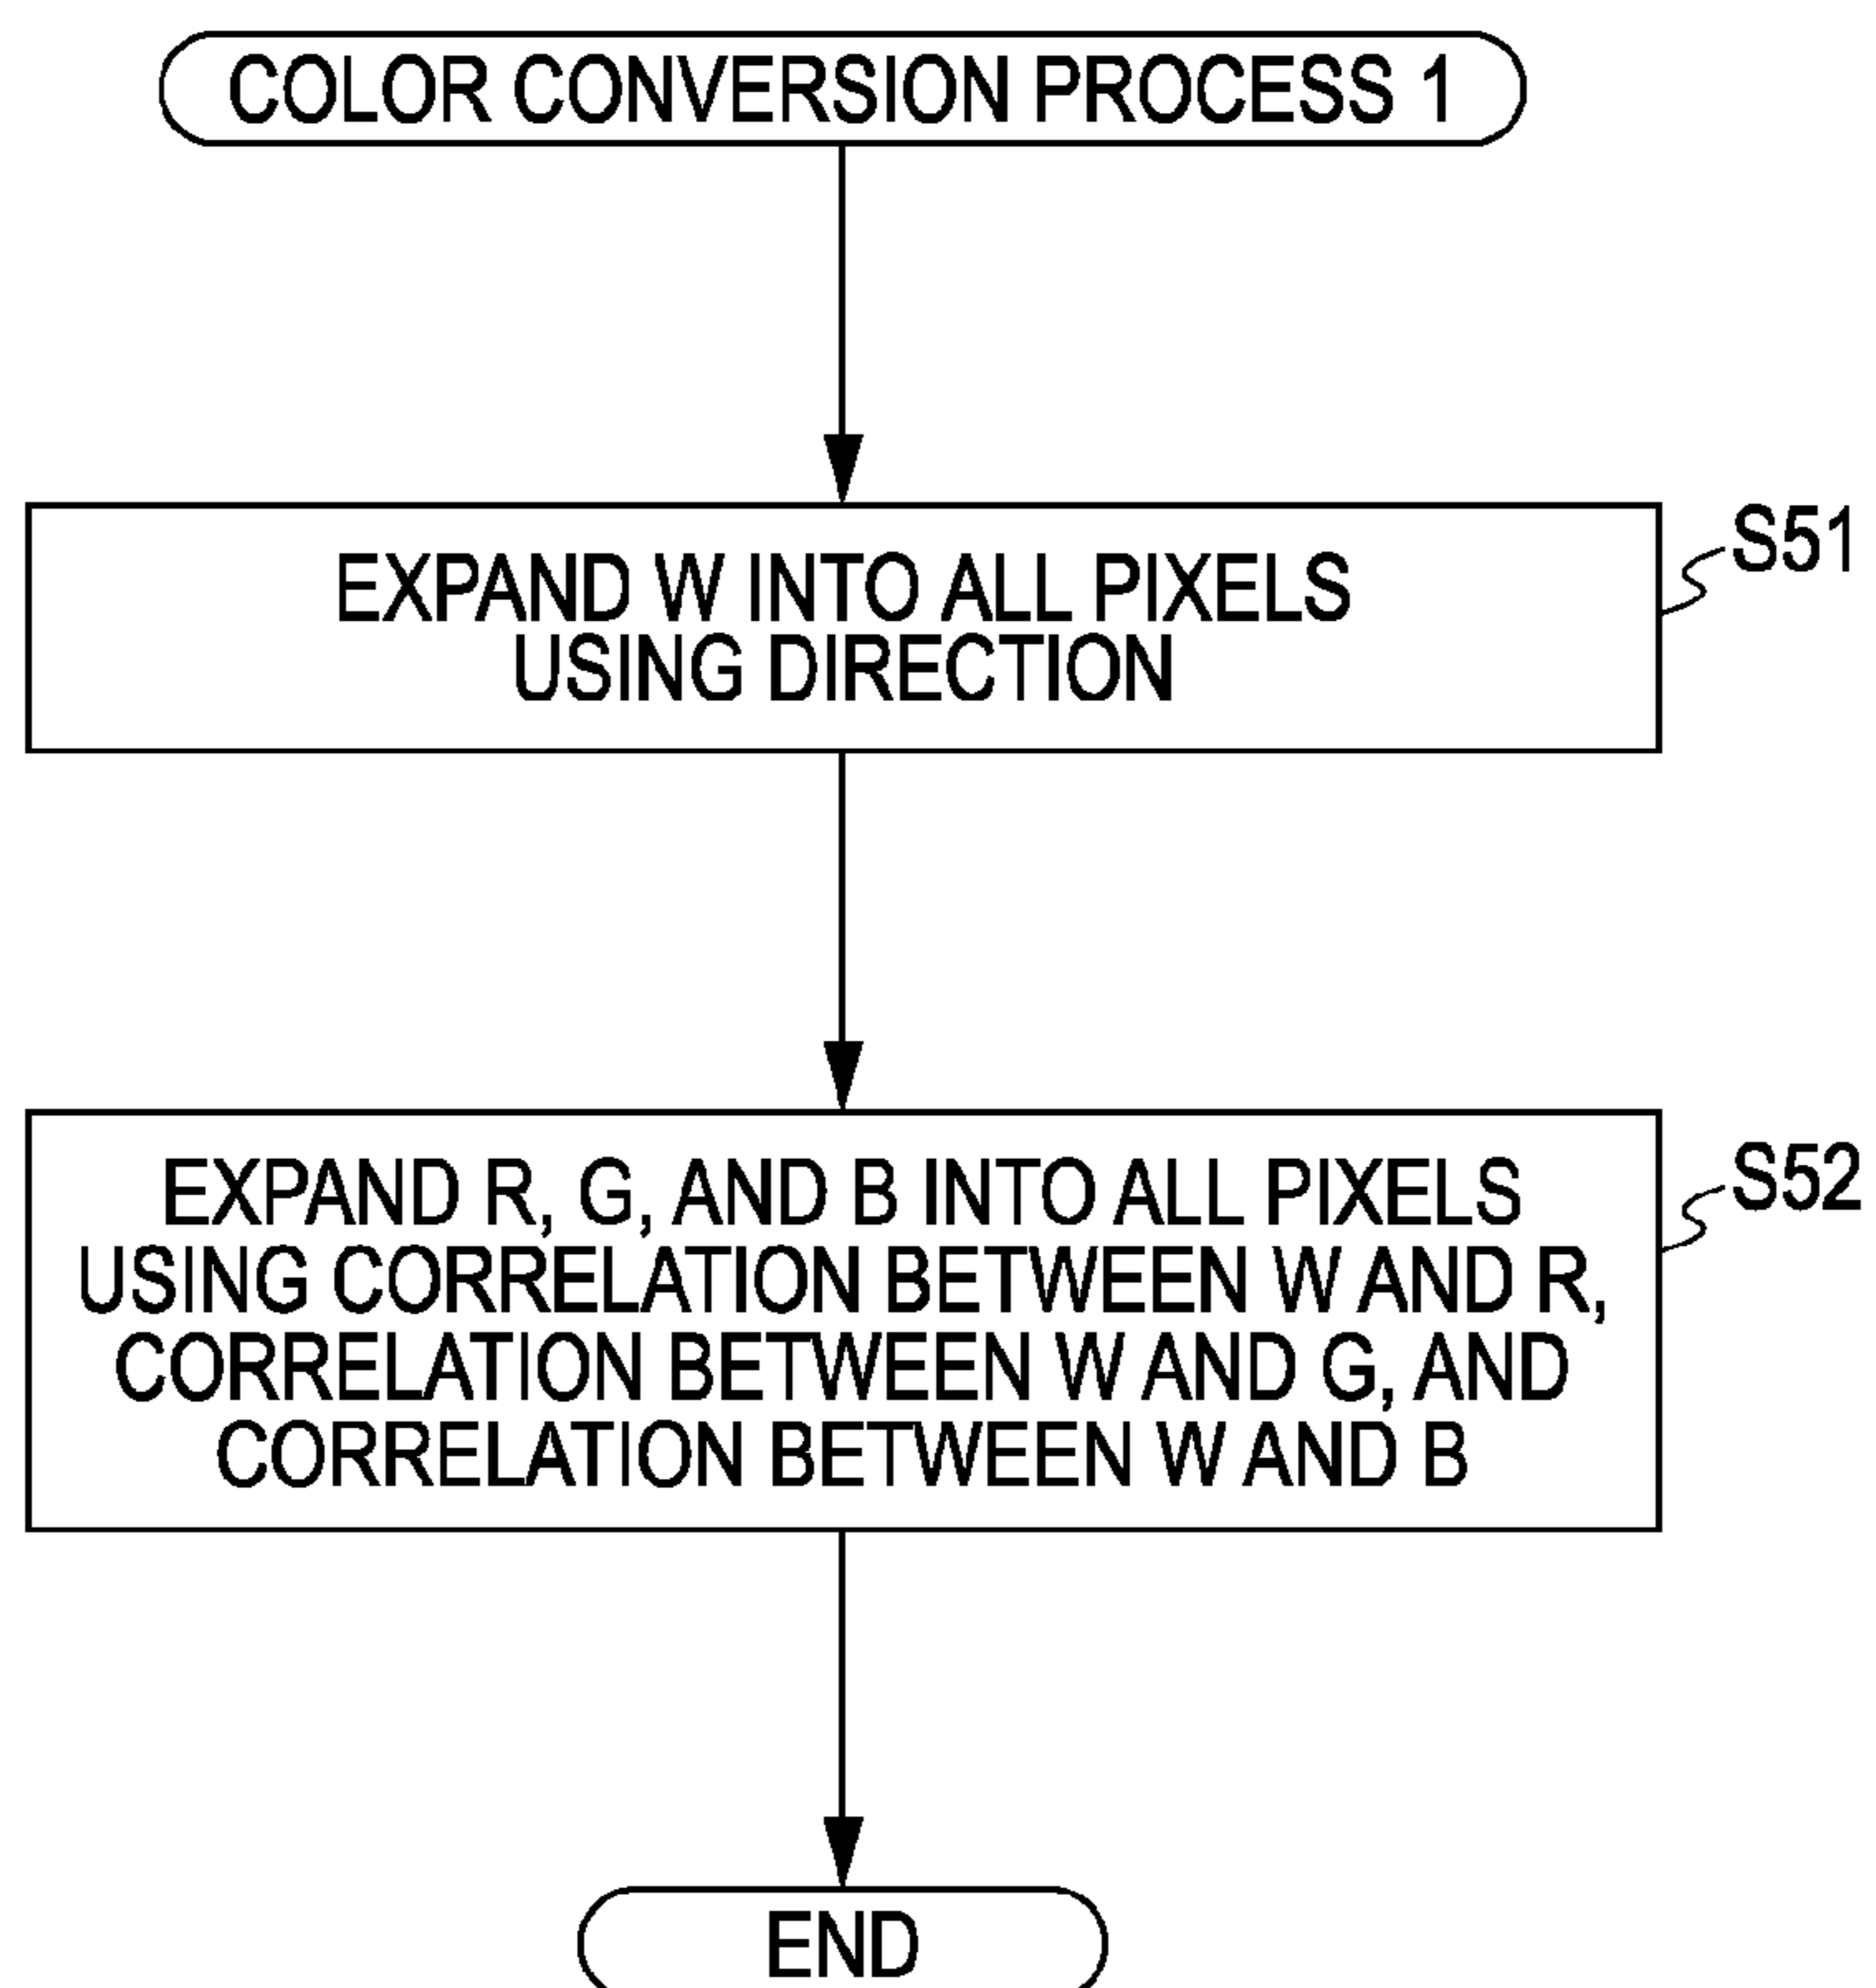 COLOR CONVERSION PROCESS 1
EXPAND W INTO ALL PIXELS
USING DIRECTION
S51
EXPAND R, G, AND B INTO ALL PIXELS
USING CORRELATION BETWEEN W AND R,
CORRELATION BETWEEN W AND G, AND
CORRELATION BETWEEN W AND B
S52
END